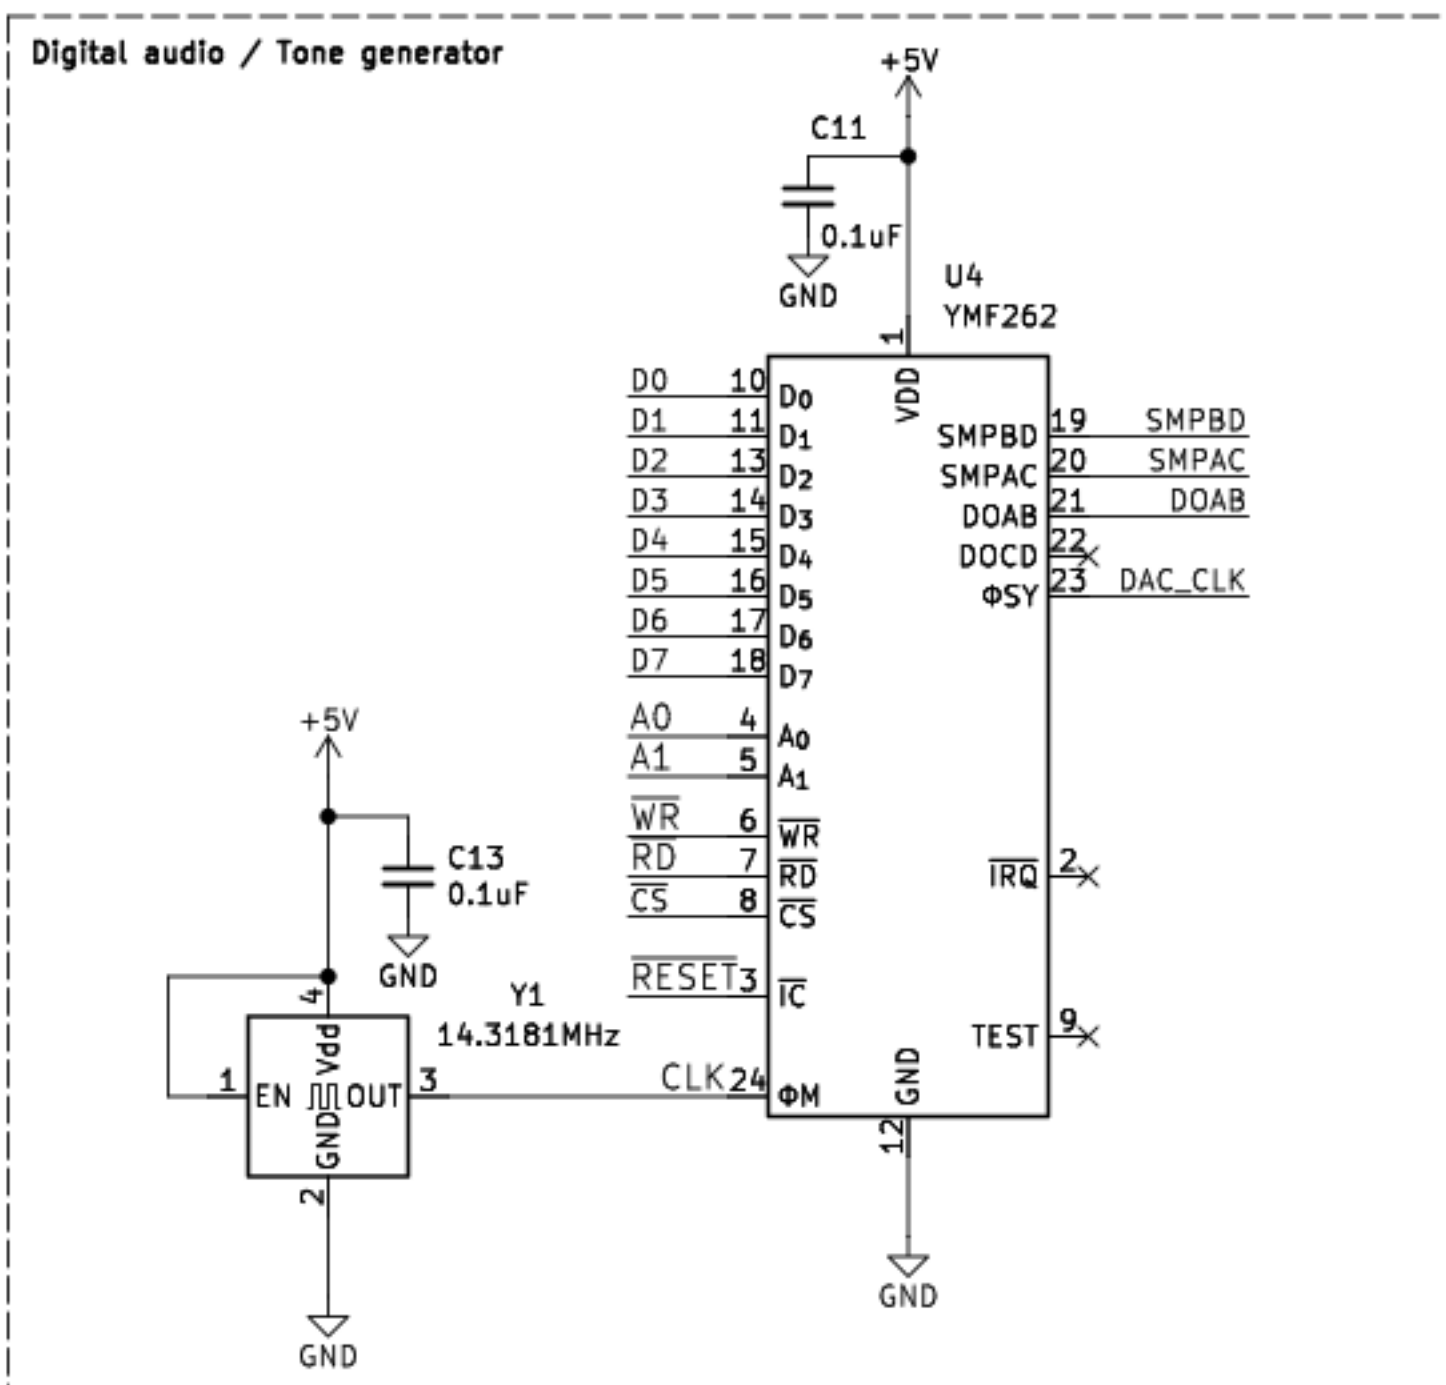 Digital audio / Tone generator
+5V
C11
0.1uF
GND
U4
YMF262
1
VDD
D0 10 D0
D1 11 D1
D2 13 D2
D3 14 D3
D4 15 D4
D5 16 D5
D6 17 D6
D7 18 D7
A0 4 A0
A1 5 A1
WR 6 WR
RD 7 RD
CS 8 CS
RESET 3 IC
CLK 24 ΦM
SMPBD 19 SMPBD
SMPAC 20 SMPAC
DOAB 21 DOAB
DOCD 22
ΦSY 23 DAC_CLK
IRQ 2
TEST 9
GND
12
GND
+5V
C13
0.1uF
GND
Y1
14.3181MHz
4
Vdd
1 EN OUT 3
GND
2
GND